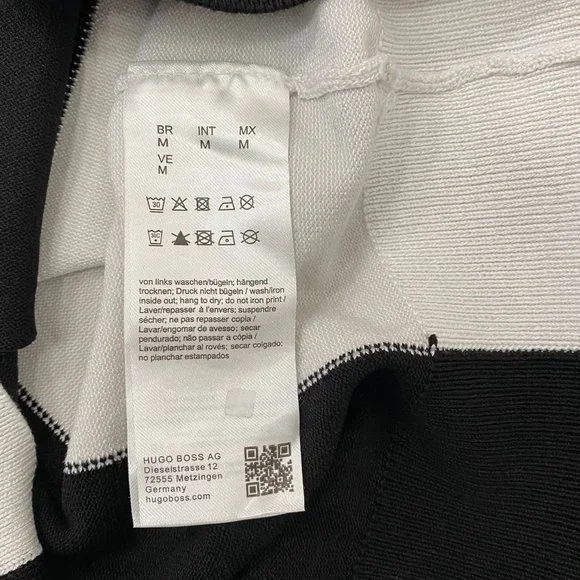 BR INT MX
M M M
VE
M
30
30C
von links waschen/bügeln; hängend
trocknen; Druck nicht bügeln / wash/iron
inside out; hang to dry; do not iron print /
Laver/repasser à l'envers; suspendre
sécher; ne pas repasser copia /
Lavar/engomar de avesso; secar
pendurado; não passar a cópia /
Lavar/planchar al rovés; secar colgado:
no planchar estampados
HUGO BOSS AG
Dieselstrasse 12
72555 Metzingen
Germany
hugoboss.com